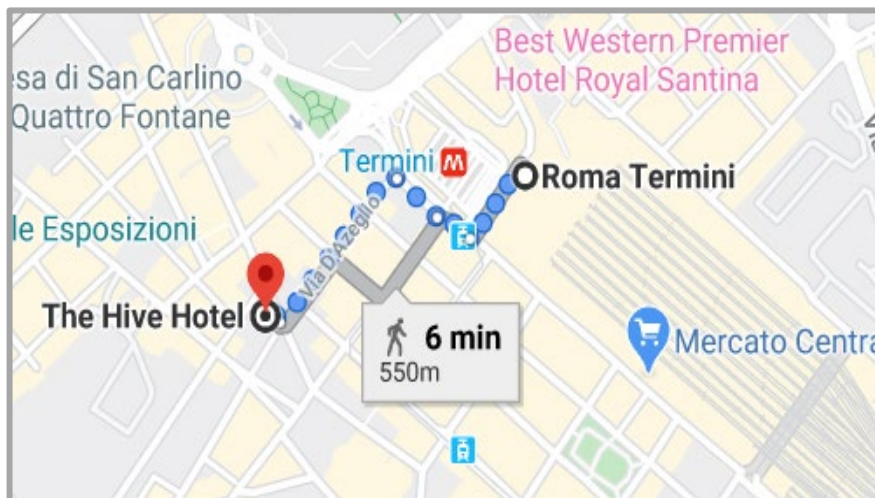 Best Western Premier
Hotel Royal Santina
esa di San Carlino
Quattro Fontane
Termini M
Roma Termini
le Esposizioni
Via D'Azeglio
The Hive Hotel
6 min
550m
Mercato Centra